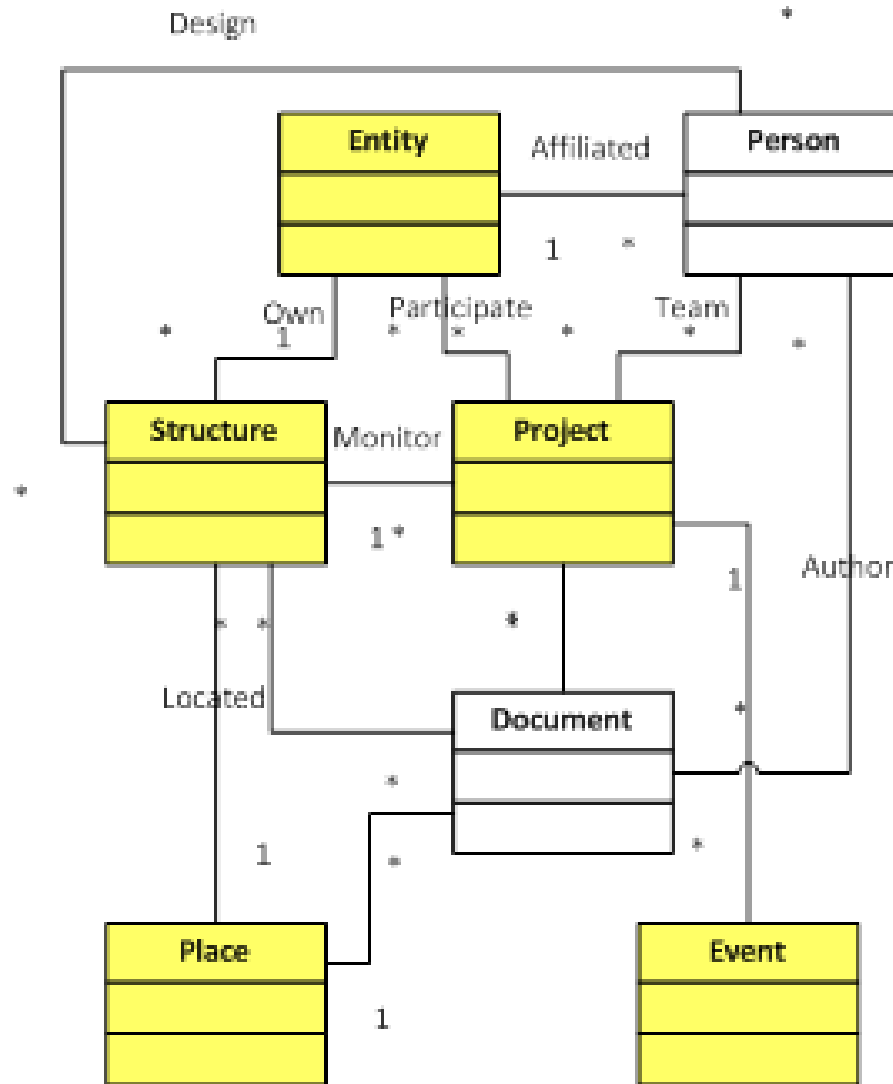 Design *
Entity Affiliated Person
1 *
Own Participate Team
* 1 * * * * *
Structure Monitor Project
*
1 * 1 Author
* * *
Located Document *
*
1 * *
Place Event
1